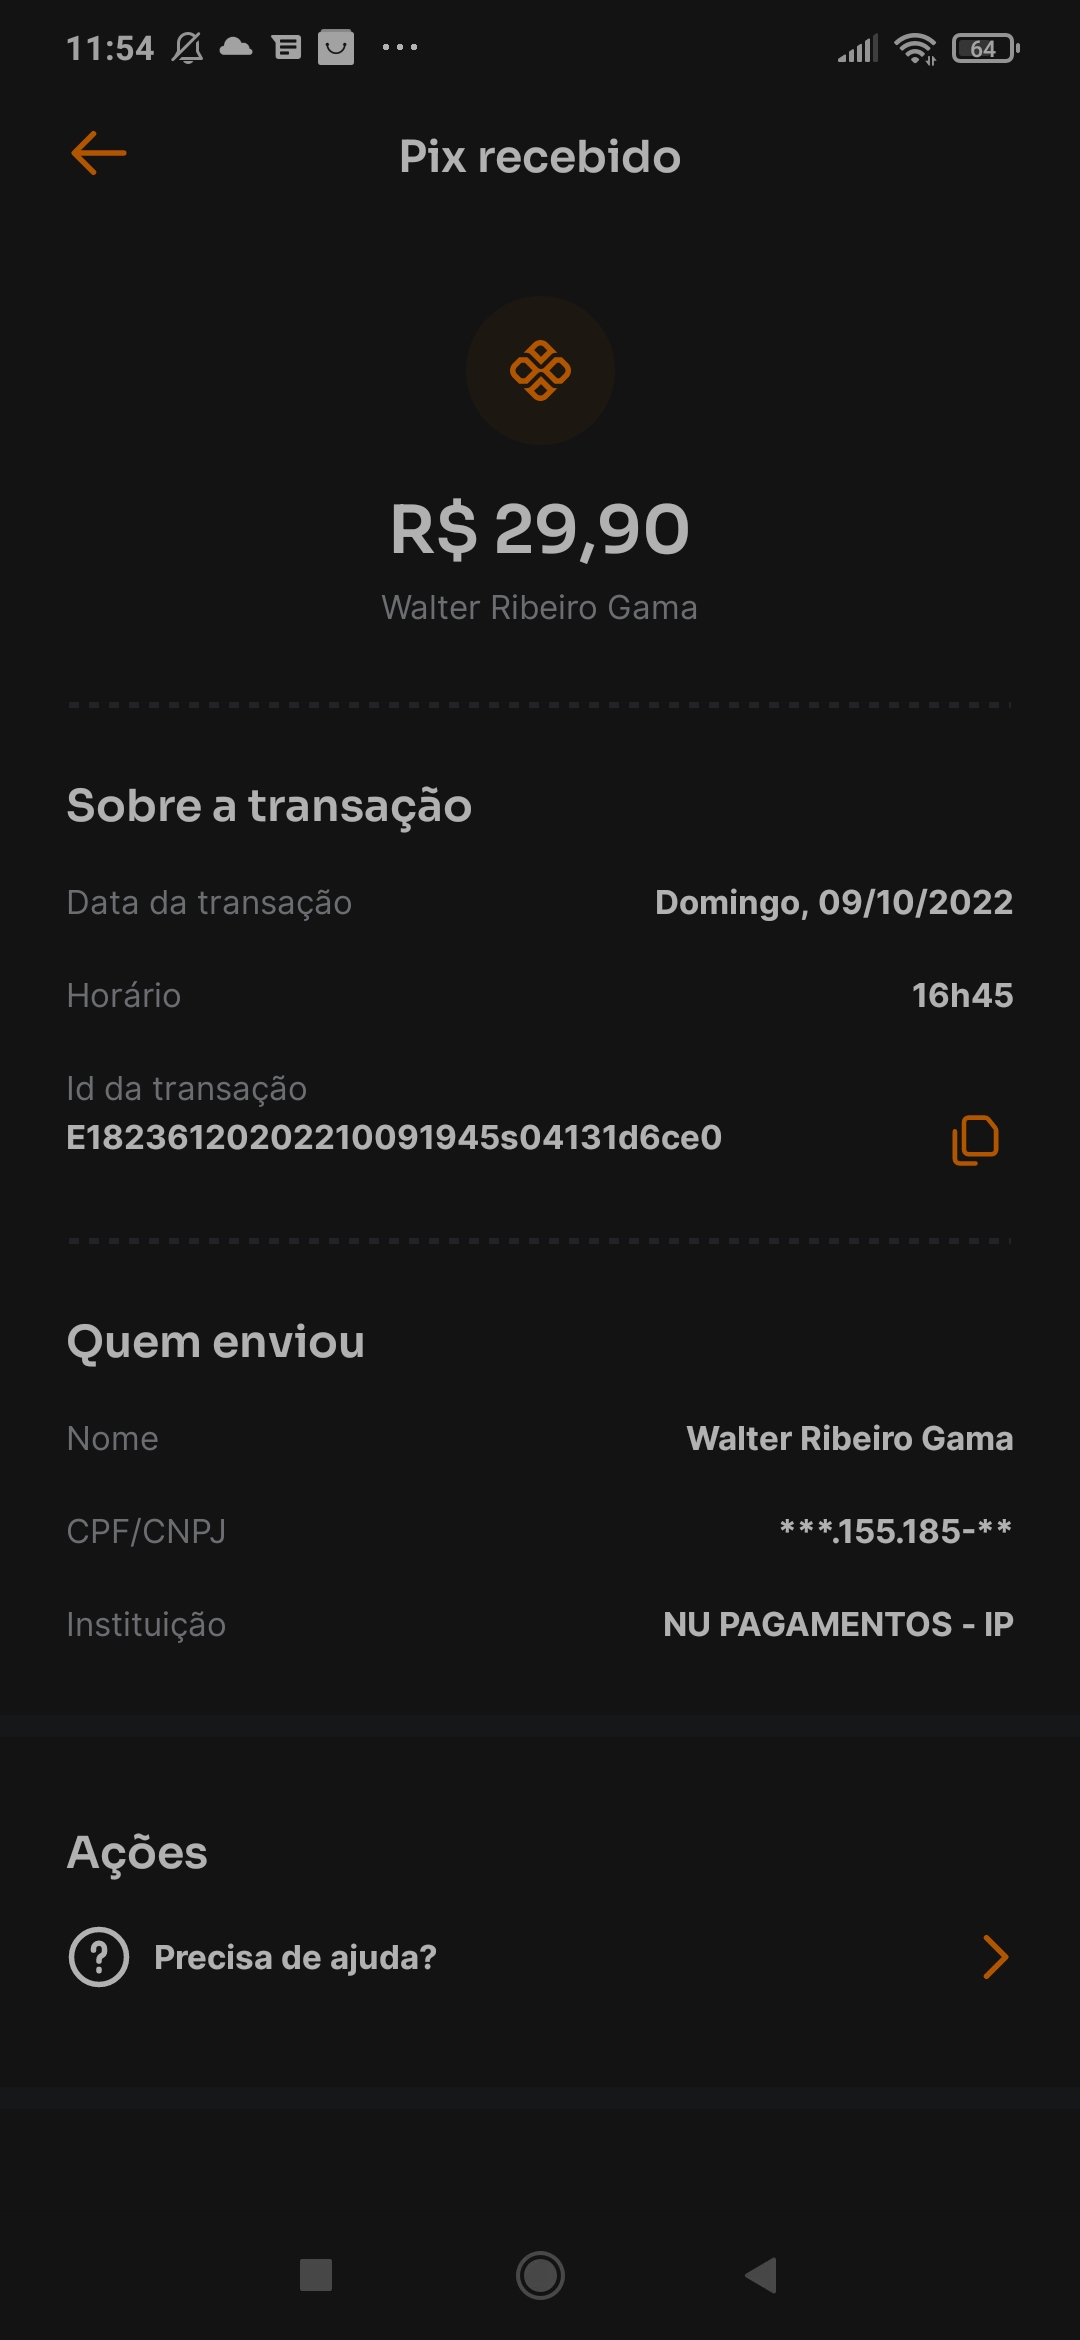 11:54
64
Pix recebido
R$ 29,90
Walter Ribeiro Gama
Sobre a transação
Data da transação Domingo, 09/10/2022
Horário 16h45
Id da transação
E18236120202210091945s04131d6ce0
Quem enviou
Nome Walter Ribeiro Gama
CPF/CNPJ ***.155.185-**
Instituição NU PAGAMENTOS - IP
Ações
Precisa de ajuda?